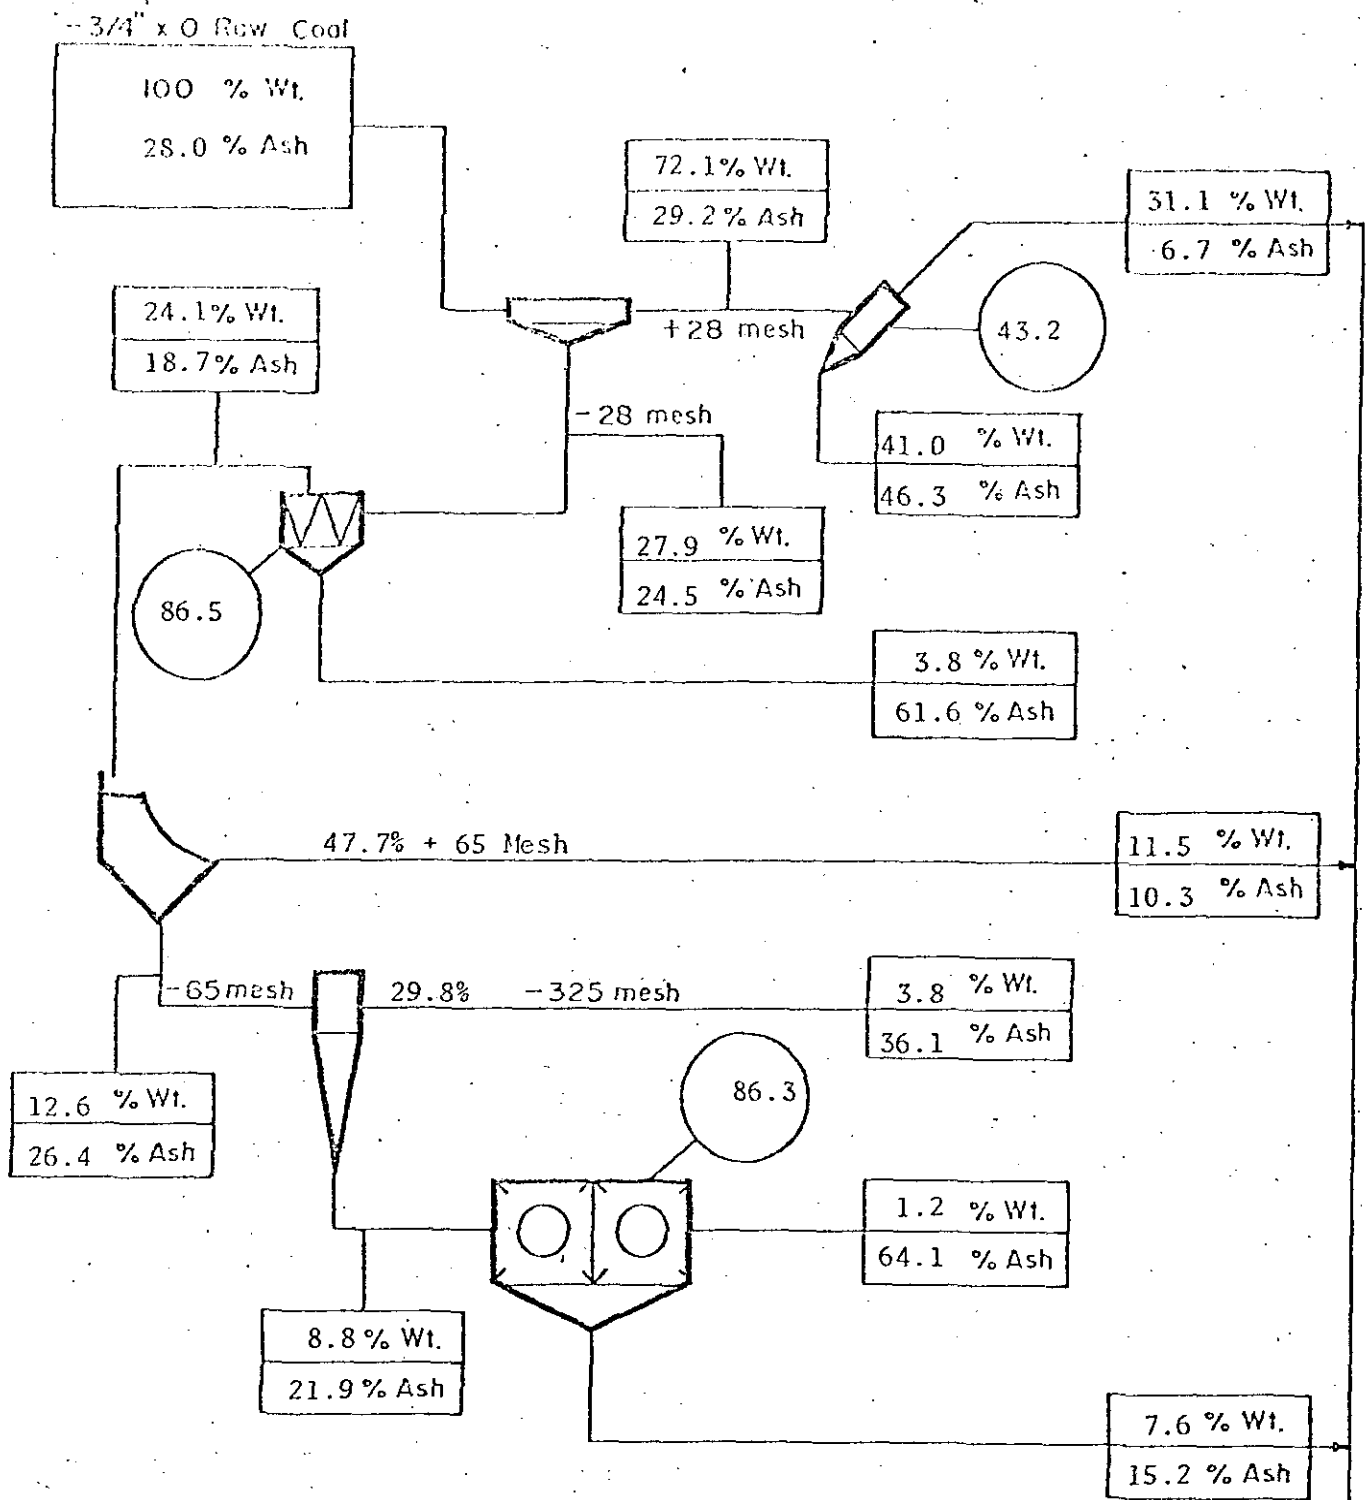 -3/4" x 0 Raw Coal
100 % Wt.
28.0 % Ash
72.1% Wt.
29.2% Ash
31.1 % Wt.
6.7 % Ash
24.1% Wt.
18.7% Ash
+28 mesh
43.2
-28 mesh
41.0 % Wt.
46.3 % Ash
27.9 % Wt.
24.5 % Ash
86.5
3.8 % Wt.
61.6 % Ash
47.7% + 65 Mesh
11.5 % Wt.
10.3 % Ash
-65 mesh
29.8% -325 mesh
3.8 % Wt.
36.1 % Ash
12.6 % Wt.
26.4 % Ash
86.3
1.2 % Wt.
64.1 % Ash
8.8 % Wt.
21.9 % Ash
7.6 % Wt.
15.2 % Ash